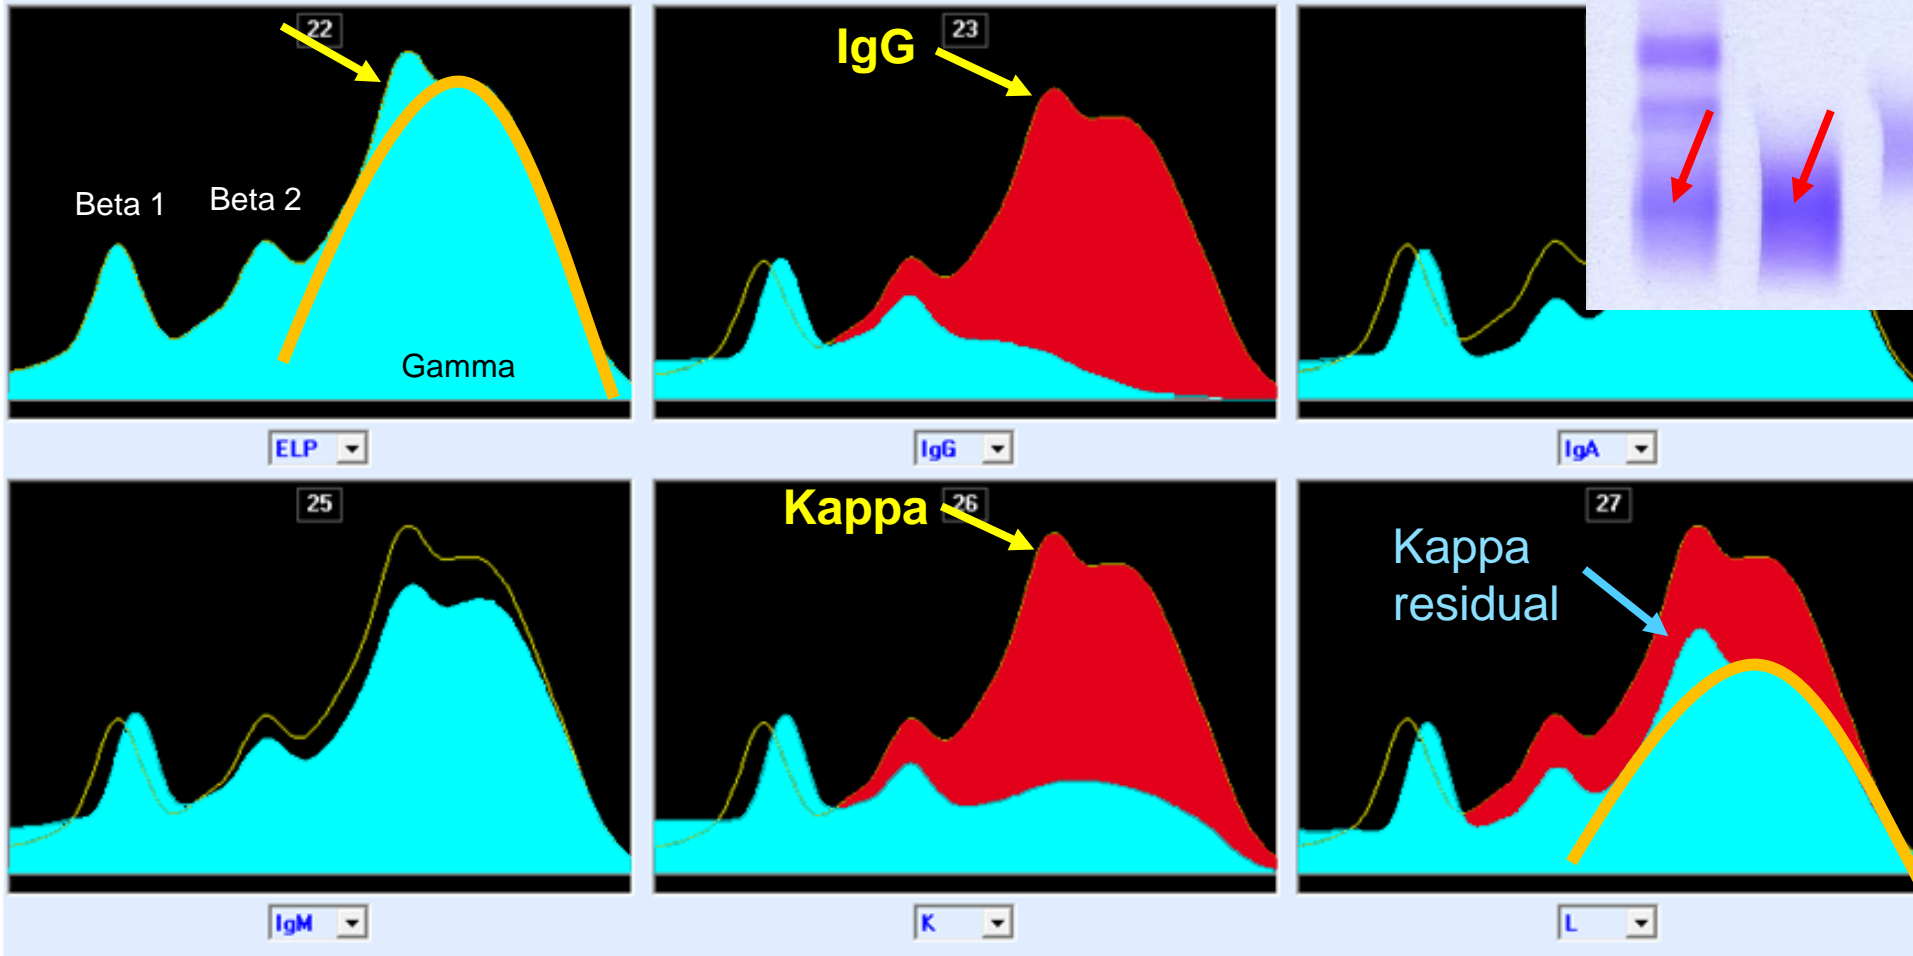 22
IgG
23
Beta 1
Beta 2
Gamma
ELP
IgG
IgA
25
Kappa
26
27
Kappa
residual
IgM
K
L